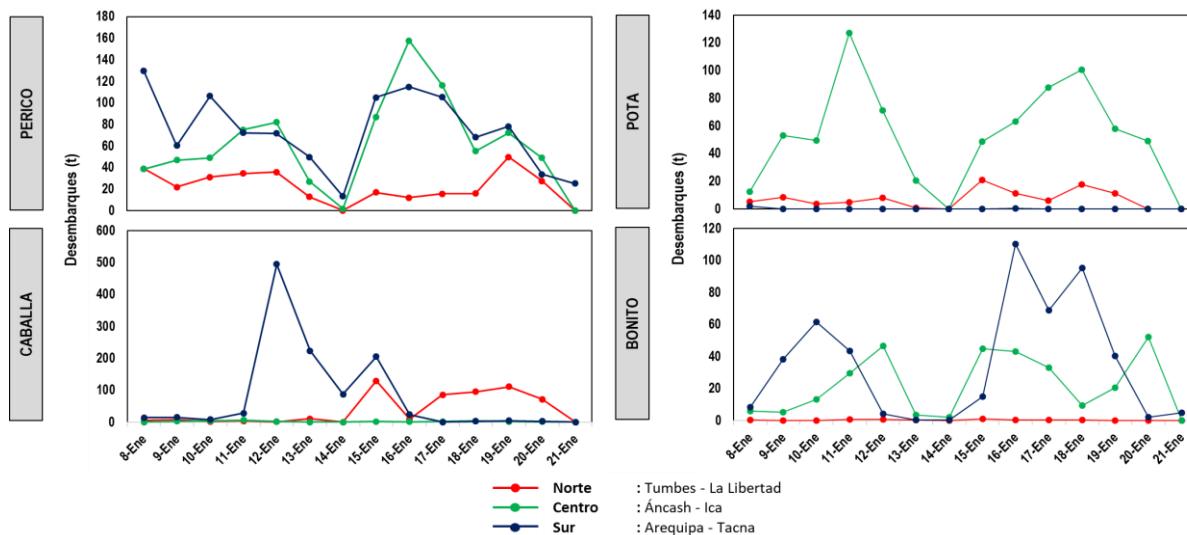 PERICO
Desembarques (t)
180
160
140
120
100
80
60
40
20
0
POTA
Desembarques (t)
140
120
100
80
60
40
20
0
CABALLA
600
500
400
300
200
100
0
8-Ene 9-Ene 10-Ene 11-Ene 12-Ene 13-Ene 14-Ene 15-Ene 16-Ene 17-Ene 18-Ene 19-Ene 20-Ene 21-Ene
BONITO
120
100
80
60
40
20
0
8-Ene 9-Ene 10-Ene 11-Ene 12-Ene 13-Ene 14-Ene 15-Ene 16-Ene 17-Ene 18-Ene 19-Ene 20-Ene 21-Ene
Norte : Tumbes - La Libertad
Centro : Áncash - Ica
Sur : Arequipa - Tacna